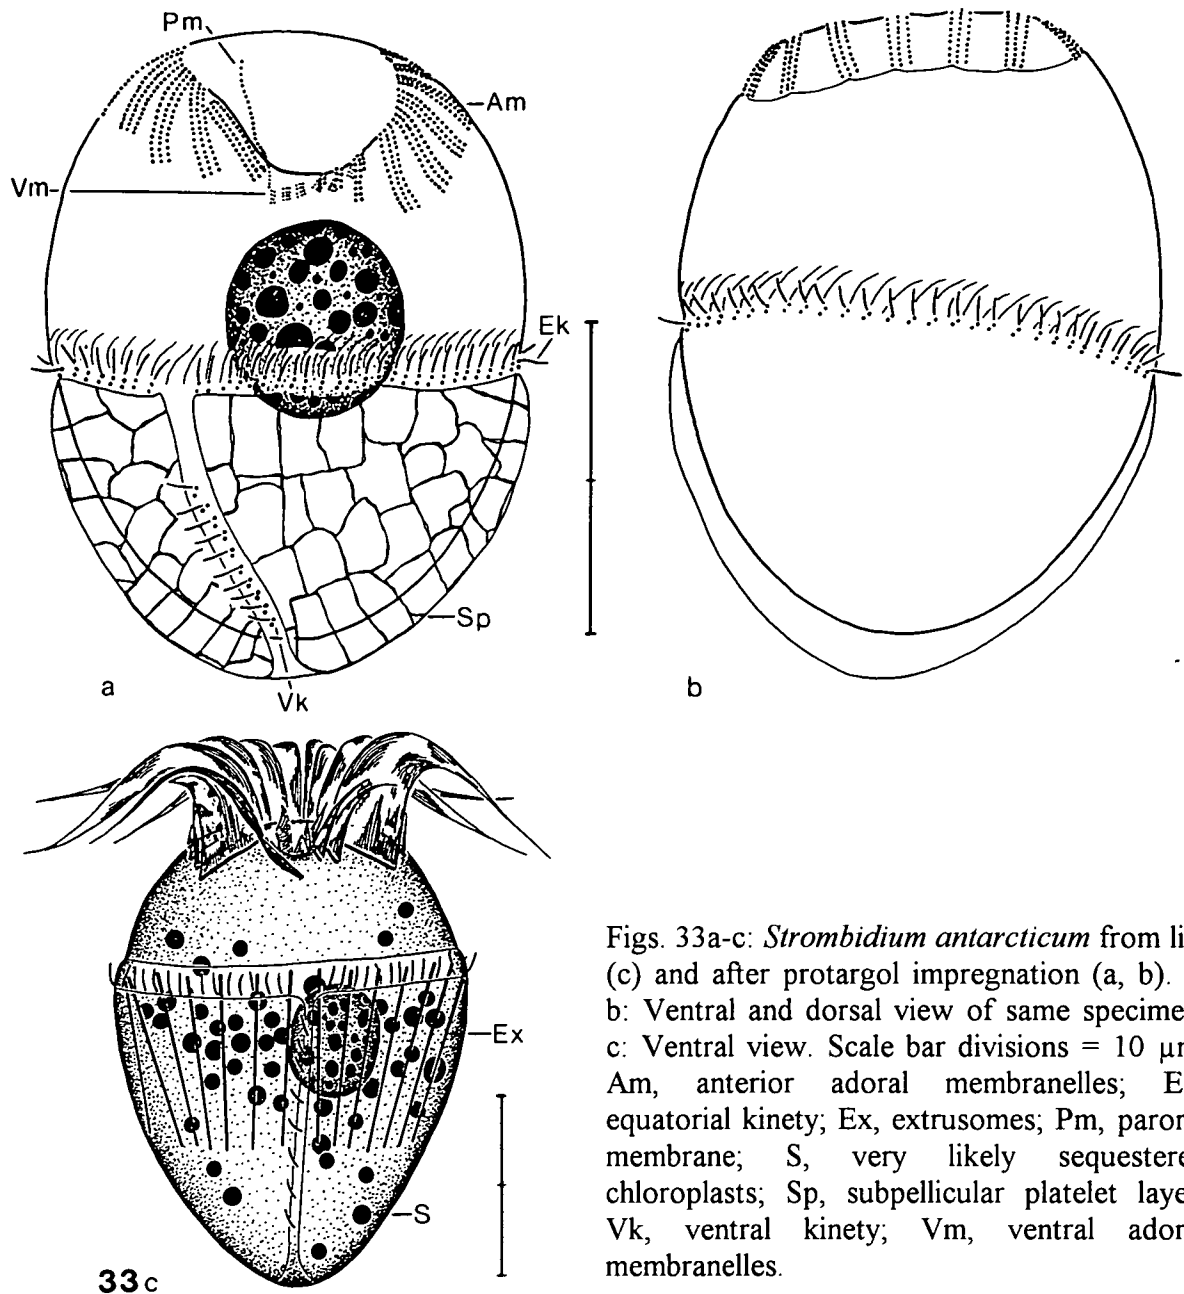 Pm
Am
Vm
Ek
Sp
a
Vk
b
Ex
S
33c
Figs. 33a-c: Strombidium antarcticum from li
(c) and after protargol impregnation (a, b).
b: Ventral and dorsal view of same specime
c: Ventral view. Scale bar divisions = 10 µm
Am, anterior adoral membranelles; E
equatorial kinety; Ex, extrusomes; Pm, paror
membrane; S, very likely sequestere
chloroplasts; Sp, subpellicular platelet laye
Vk, ventral kinety; Vm, ventral ador
membranelles.